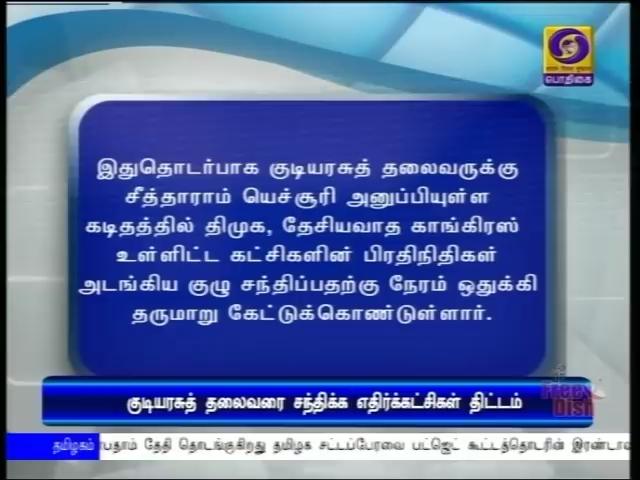 பொதிகை
இதுதொடர்பாக குடியரசுத் தலைவருக்கு
சீத்தாராம் யெச்சூரி அனுப்பியுள்ள
கடிதத்தில் திமுக, தேசியவாத காங்கிரஸ்
உள்ளிட்ட கட்சிகளின் பிரதிநிதிகள்
அடங்கிய குழு சந்திப்பதற்கு நேரம் ஒதுக்கி
தருமாறு கேட்டுக்கொண்டுள்ளார்.
குடியரசுத் தலைவரை சந்திக்க எதிர்க்கட்சிகள் திட்டம்
Free Dish
தமிழகம் தேதி தொடங்குகிறது தமிழக சட்டப்பேரவை பட்ஜெட் கூட்டத்தொடரின்